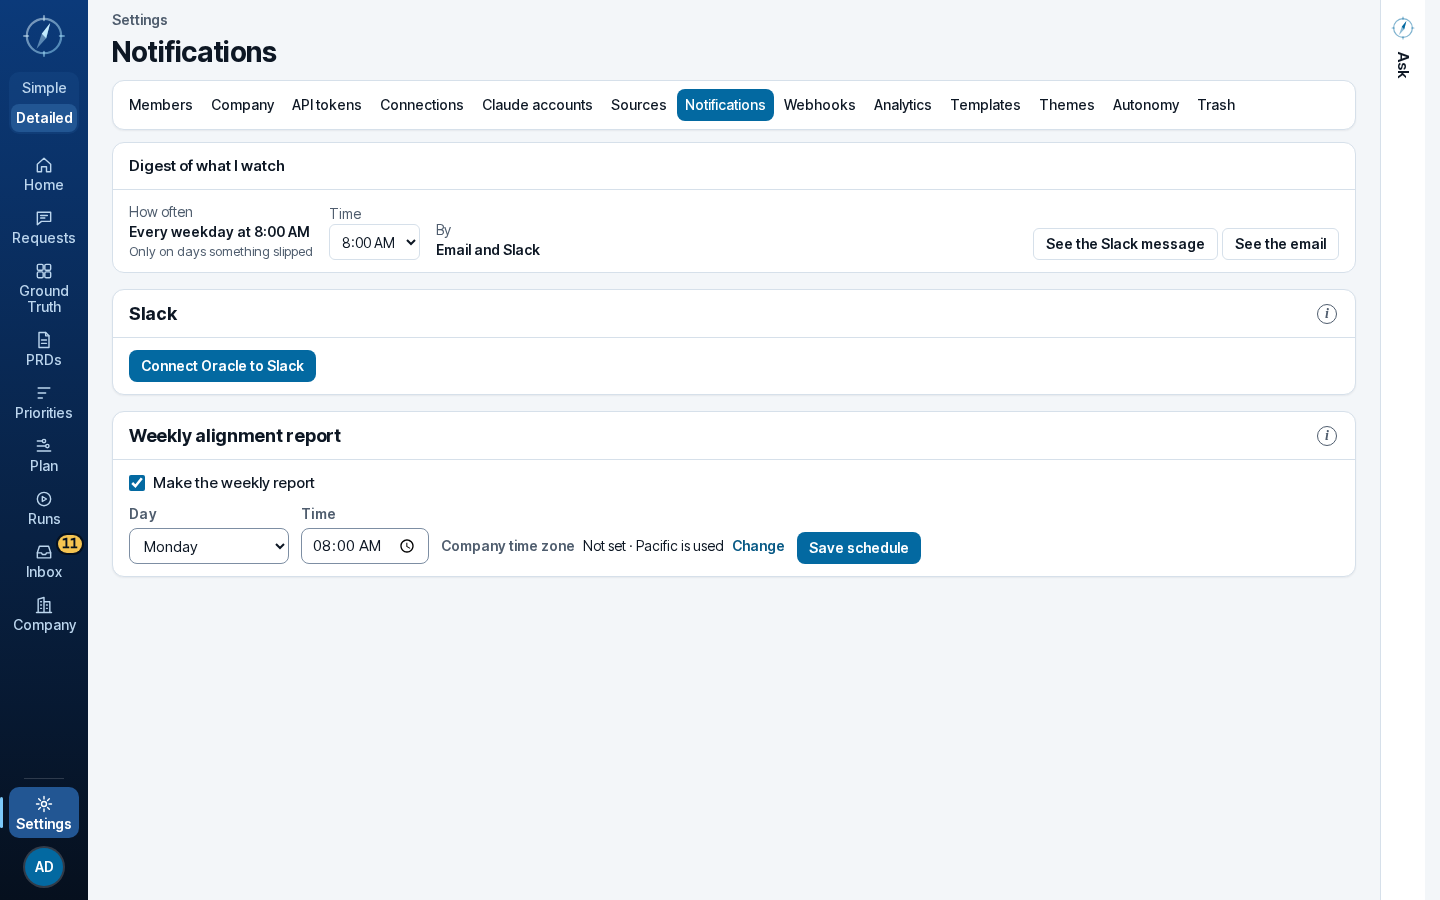 Simple
Detailed
Home
Requests
Ground
Truth
PRDs
Priorities
Plan
Runs
11
Inbox
Company
Settings
AD
Settings
Notifications
Members Company API tokens Connections Claude accounts Sources Notifications Webhooks Analytics Templates Themes Autonomy Trash
Digest of what I watch
How often
Every weekday at 8:00 AM
Only on days something slipped
Time
8:00 AM
By
Email and Slack
See the Slack message See the email
Slack
i
Connect Oracle to Slack
Weekly alignment report
i
Make the weekly report
Day Time
Monday 08:00 AM Company time zone Not set · Pacific is used Change Save schedule
Ask